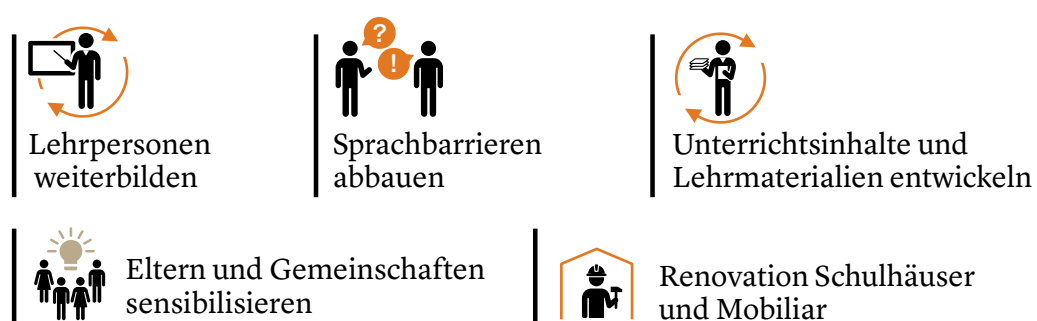 ?
!
Lehrpersonen
weiterbilden
Sprachbarrieren
abbauen
Unterrichtsinhalte und
Lehrmaterialien entwickeln
Eltern und Gemeinschaften
sensibilisieren
Renovation Schulhäuser
und Mobiliar